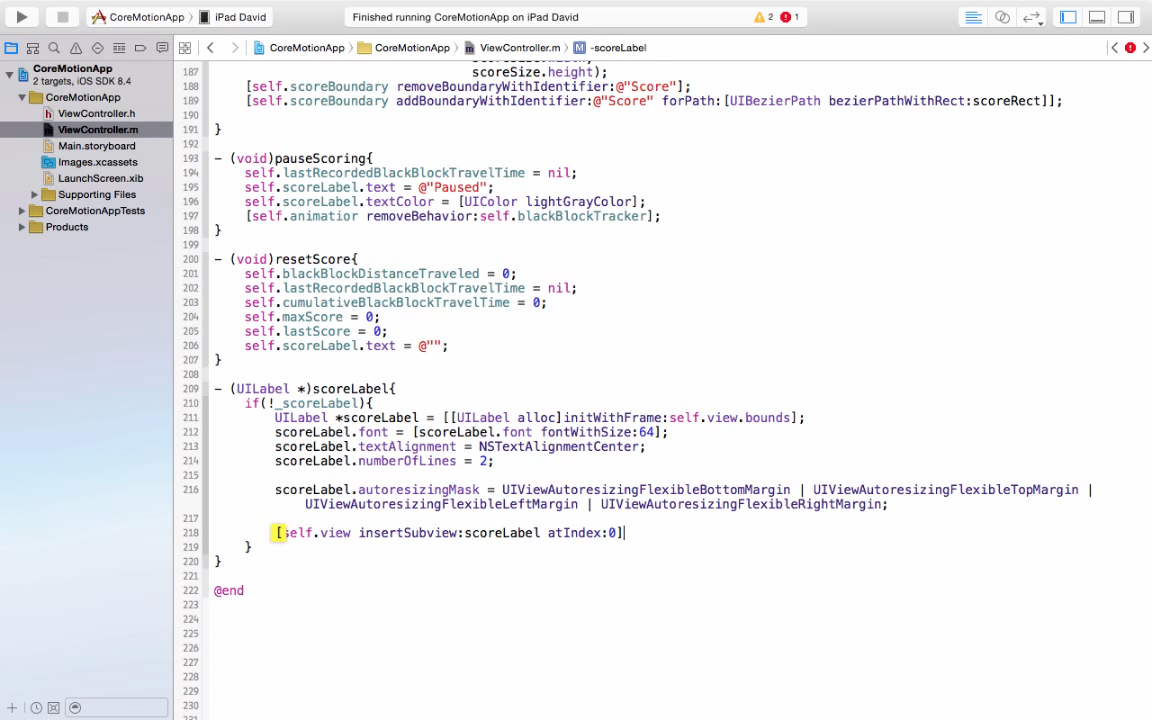 CoreMotionApp
iPad David
Finished running CoreMotionApp on iPad David
2
1
CoreMotionApp
CoreMotionApp
ViewController.m
M
-scoreLabel
CoreMotionApp
2 targets, iOS SDK 8.4
CoreMotionApp
h ViewController.h
m ViewController.m
Main.storyboard
Images.xcassets
LaunchScreen.xib
Supporting Files
CoreMotionAppTests
Products
187 scoreSize.height);
188 [self.scoreBoundary removeBoundaryWithIdentifier:@"Score"];
189 [self.scoreBoundary addBoundaryWithIdentifier:@"Score" forPath:[UIBezierPath bezierPathWithRect:scoreRect]];
190
191 }
192
193 - (void)pauseScoring{
194 self.lastRecordedBlackBlockTravelTime = nil;
195 self.scoreLabel.text = @"Paused";
196 self.scoreLabel.textColor = [UIColor lightGrayColor];
197 [self.animatior removeBehavior:self.blackBlockTracker];
198 }
199
200 - (void)resetScore{
201 self.blackBlockDistanceTraveled = 0;
202 self.lastRecordedBlackBlockTravelTime = nil;
203 self.cumulativeBlackBlockTravelTime = 0;
204 self.maxScore = 0;
205 self.lastScore = 0;
206 self.scoreLabel.text = @"";
207 }
208
209 - (UILabel *)scoreLabel{
210 if(!_scoreLabel){
211 UILabel *scoreLabel = [[UILabel alloc]initWithFrame:self.view.bounds];
212 scoreLabel.font = [scoreLabel.font fontWithSize:64];
213 scoreLabel.textAlignment = NSTextAlignmentCenter;
214 scoreLabel.numberOfLines = 2;
215
216 scoreLabel.autoresizingMask = UIViewAutoresizingFlexibleBottomMargin | UIViewAutoresizingFlexibleTopMargin |
UIViewAutoresizingFlexibleLeftMargin | UIViewAutoresizingFlexibleRightMargin;
217
218 [self.view insertSubview:scoreLabel atIndex:0]
219 }
220 }
221
222 @end
223
224
225
226
227
228
229
230